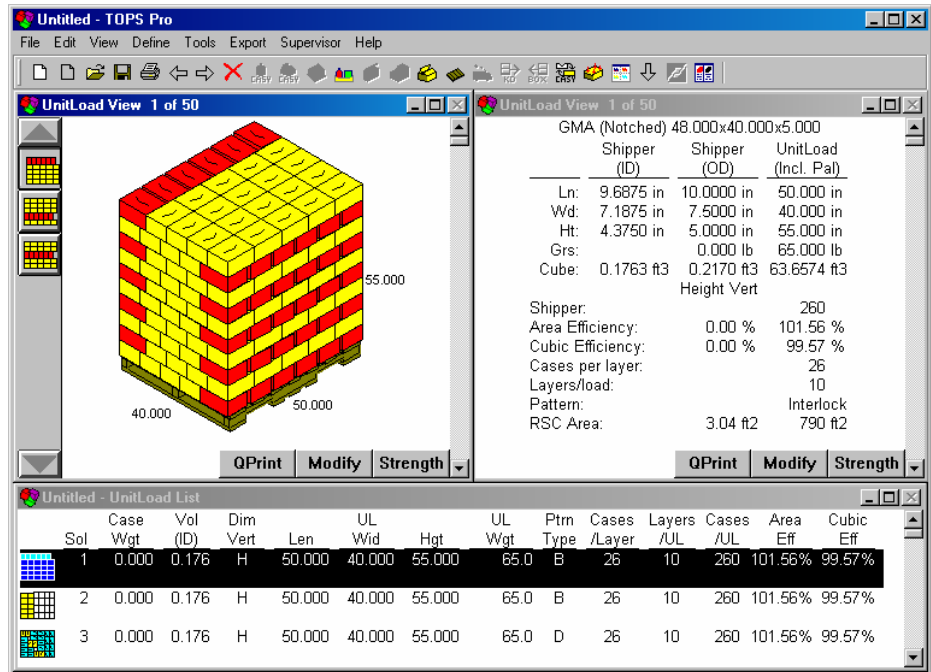 Untitled - TOPS Pro
File Edit View Define Tools Export Supervisor Help
UnitLoad View 1 of 50
55.000
40.000
50.000
QPrint Modify Strength
UnitLoad View 1 of 50
GMA (Notched) 48.000x40.000x5.000
Shipper Shipper UnitLoad
(ID) (OD) (Incl. Pal)
Ln: 9.6875 in 10.0000 in 50.000 in
Wd: 7.1875 in 7.5000 in 40.000 in
Ht: 4.3750 in 5.0000 in 55.000 in
Grs: 0.000 lb 65.000 lb
Cube: 0.1763 ft3 0.2170 ft3 63.6574 ft3
Height Vert
Shipper: 260
Area Efficiency: 0.00 % 101.56 %
Cubic Efficiency: 0.00 % 99.57 %
Cases per layer: 26
Layers/load: 10
Pattern: Interlock
RSC Area: 3.04 ft2 790 ft2
QPrint Modify Strength
Untitled - UnitLoad List
Case Vol Dim UL UL Ptrn Cases Layers Cases Area Cubic
Sol Wgt (ID) Vert Len Wid Hgt Wgt Type /Layer /UL /UL Eff Eff
1 0.000 0.176 H 50.000 40.000 55.000 65.0 B 26 10 260 101.56% 99.57%
2 0.000 0.176 H 50.000 40.000 55.000 65.0 B 26 10 260 101.56% 99.57%
3 0.000 0.176 H 50.000 40.000 55.000 65.0 D 26 10 260 101.56% 99.57%